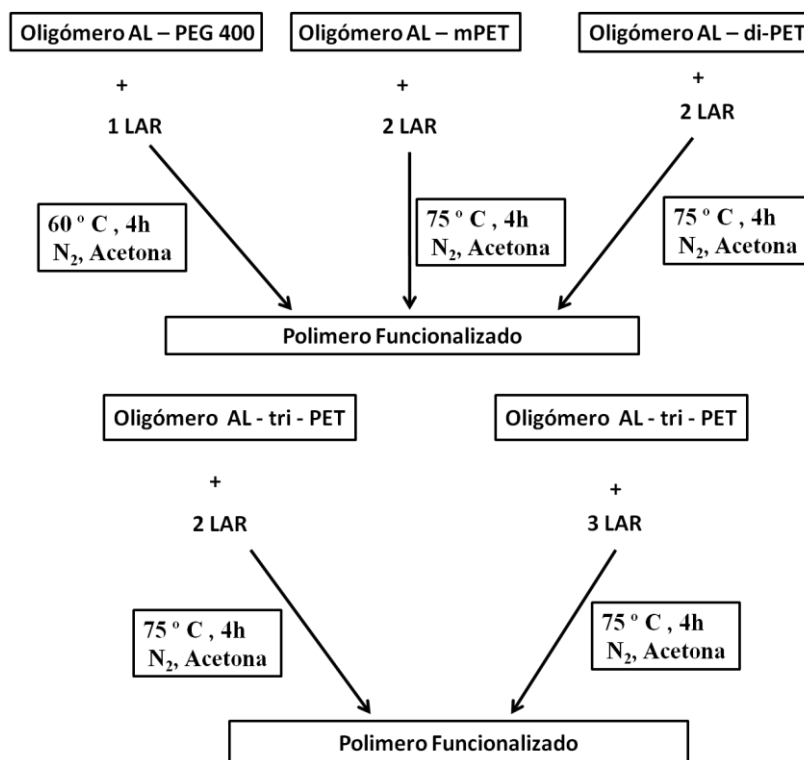 Oligómero AL – PEG 400
+
1 LAR
60 º C , 4h
N₂, Acetona
Oligómero AL – mPET
+
2 LAR
75 º C , 4h
N₂, Acetona
Oligómero AL – di-PET
+
2 LAR
75 º C , 4h
N₂, Acetona
Polimero Funcionalizado
Oligómero AL - tri - PET
+
2 LAR
75 º C , 4h
N₂, Acetona
Oligómero AL - tri - PET
+
3 LAR
75 º C , 4h
N₂, Acetona
Polimero Funcionalizado